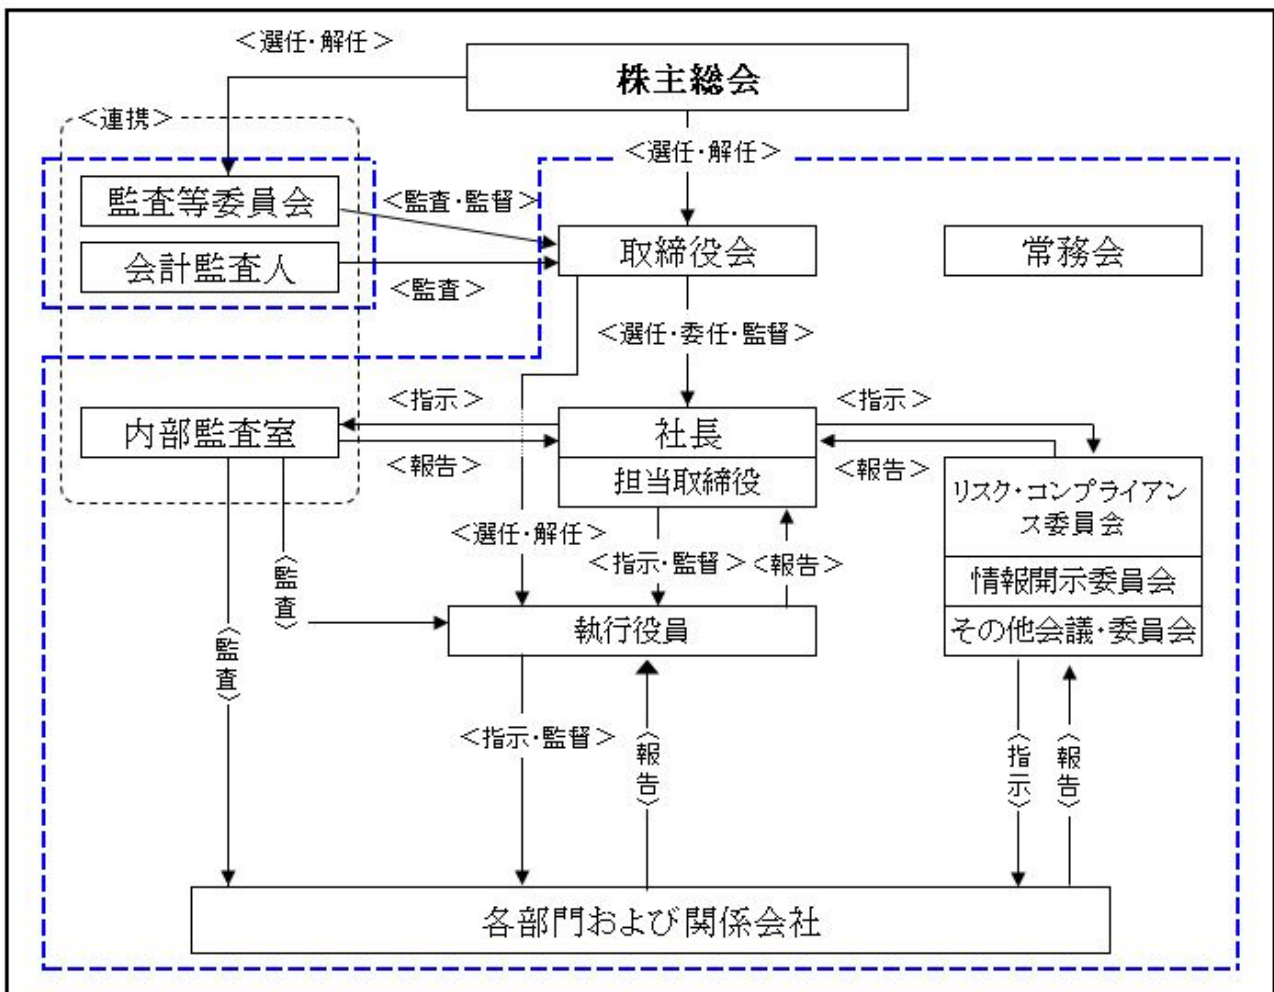 ＜選任・解任＞
株主総会
＜連携＞
＜選任・解任＞
監査等委員会
＜監査・監督＞
取締役会
常務会
会計監査人
＜監査＞
＜選任・委任・監督＞
＜指示＞
＜指示＞
内部監査室
社長
＜報告＞
＜報告＞
担当取締役
リスク・コンプライアン
ス委員会
＜選任・解任＞
＜指示・監督＞
＜報告＞
＜監査＞
情報開示委員会
執行役員
その他会議・委員会
＜監査＞
＜指示・監督＞
＜報告＞
＜指示＞
＜報告＞
各部門および関係会社